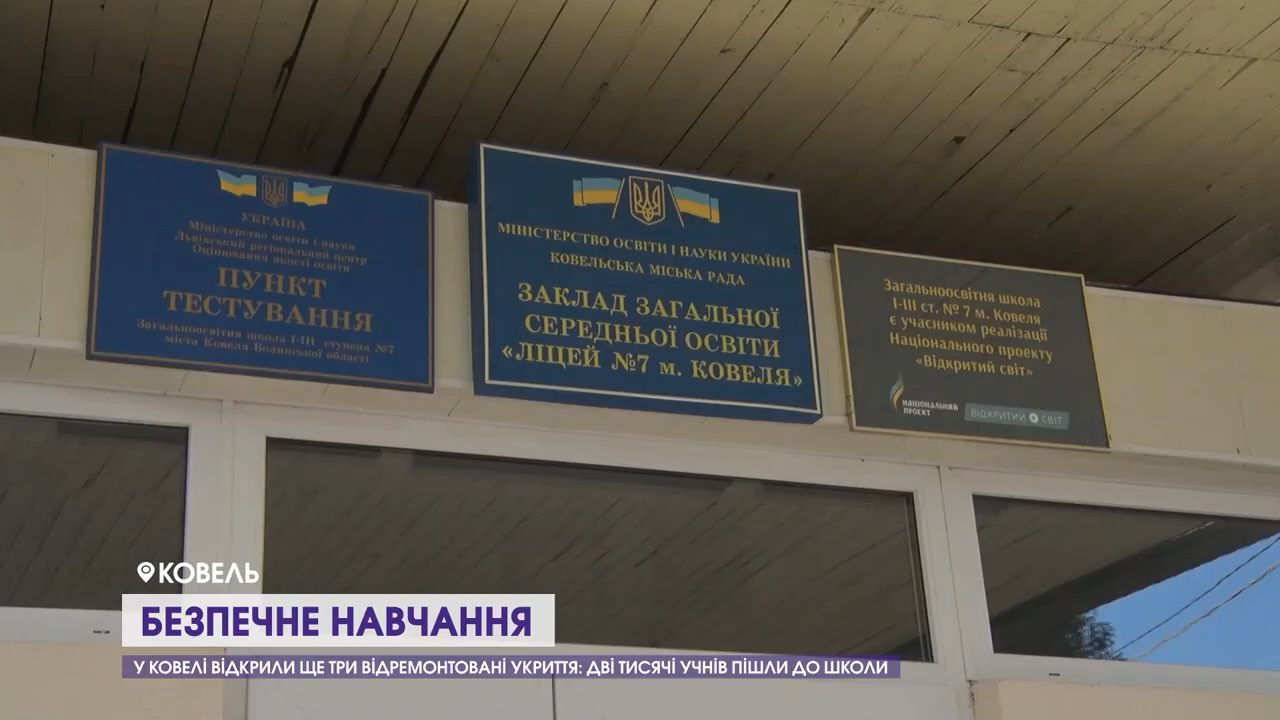 УКРАЇНА
Міністерство освіти і науки
Львівський регіональний центр
Оцінювання якості освіти
ПУНКТ
ТЕСТУВАННЯ
Загальноосвітня школа І-ІІІ ступеня №7
міста Ковеля Волинської області
МІНІСТЕРСТВО ОСВІТИ І НАУКИ УКРАЇНИ
КОВЕЛЬСЬКА МІСЬКА РАДА
ЗАКЛАД ЗАГАЛЬНОЇ
СЕРЕДНЬОЇ ОСВІТИ
«ЛІЦЕЙ №7 м. КОВЕЛЯ»
Загальноосвітня школа
І-ІІІ ст. № 7 м. Ковеля
є учасником реалізації
Національного проекту
«Відкритий світ»
НАЦІОНАЛЬНИЙ
ПРОЕКТ
ВІДКРИТИЙ СВІТ
КОВЕЛЬ
БЕЗПЕЧНЕ НАВЧАННЯ
У КОВЕЛІ ВІДКРИЛИ ЩЕ ТРИ ВІДРЕМОНТОВАНІ УКРИТТЯ: ДВІ ТИСЯЧІ УЧНІВ ПІШЛИ ДО ШКОЛИ